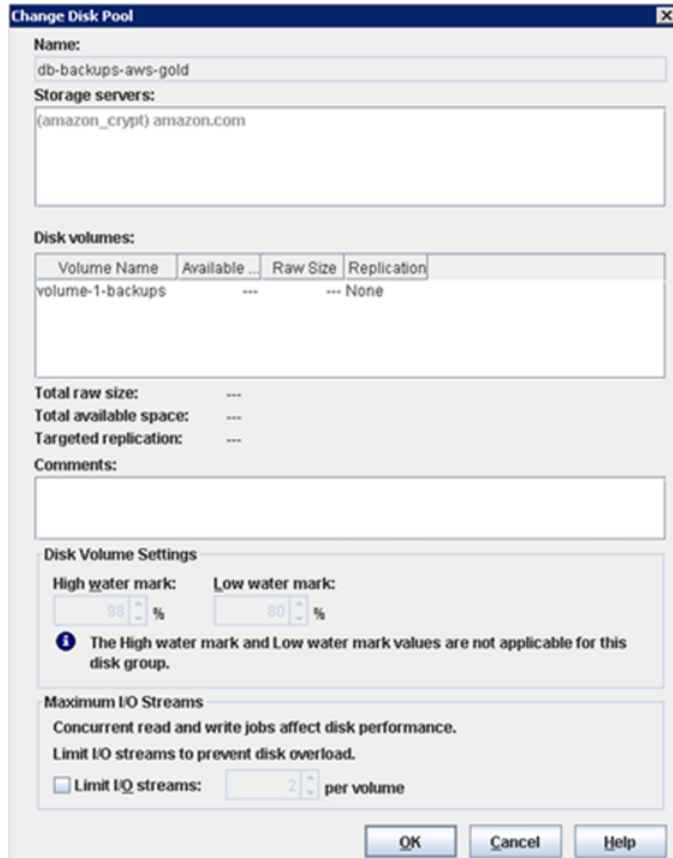 Change Disk Pool
Name:
db-backups-aws-gold
Storage servers:
(amazon_crypt) amazon.com
Disk volumes:
Volume Name Available ... Raw Size Replication
volume-1-backups --- --- None
Total raw size: ---
Total available space: ---
Targeted replication: ---
Comments:
Disk Volume Settings
High water mark: Low water mark:
98 % 80 %
The High water mark and Low water mark values are not applicable for this
disk group.
Maximum I/O Streams
Concurrent read and write jobs affect disk performance.
Limit I/O streams to prevent disk overload.
Limit I/O streams: 2 per volume
OK Cancel Help